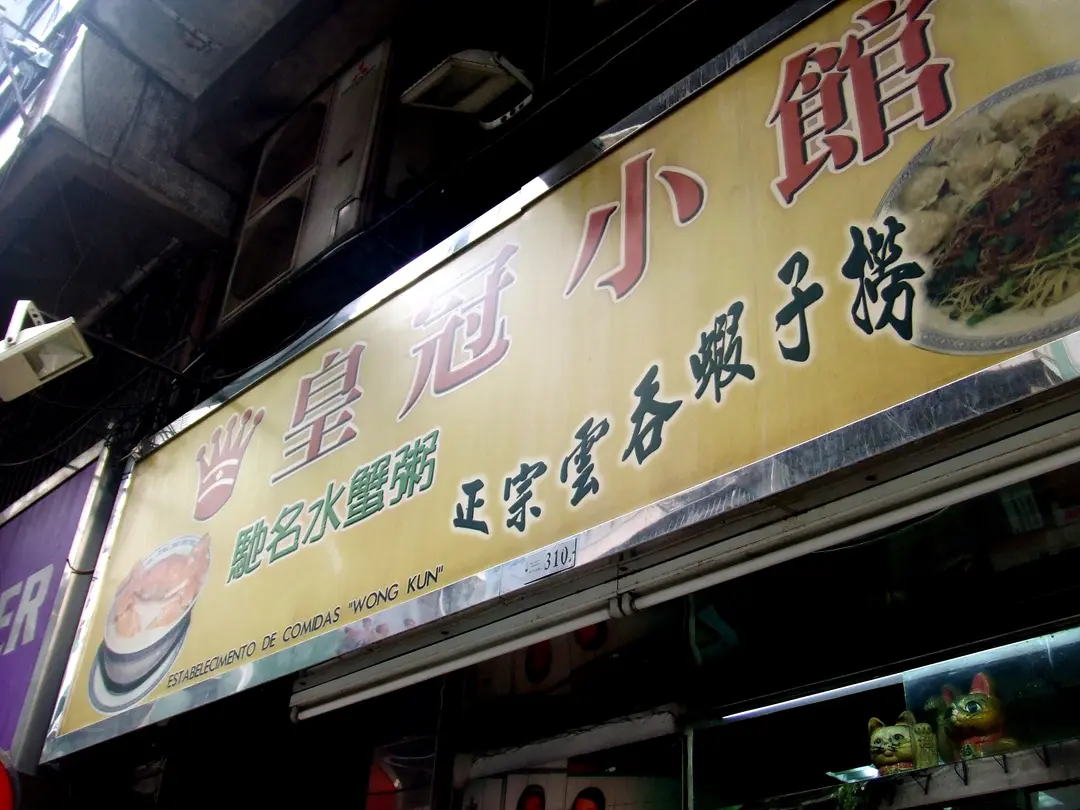 皇冠小館
馳名水蟹粥
正宗雲吞蝦子撈
ESTABELECIMENTO DE COMIDAS "WONG KUN"
310
ER